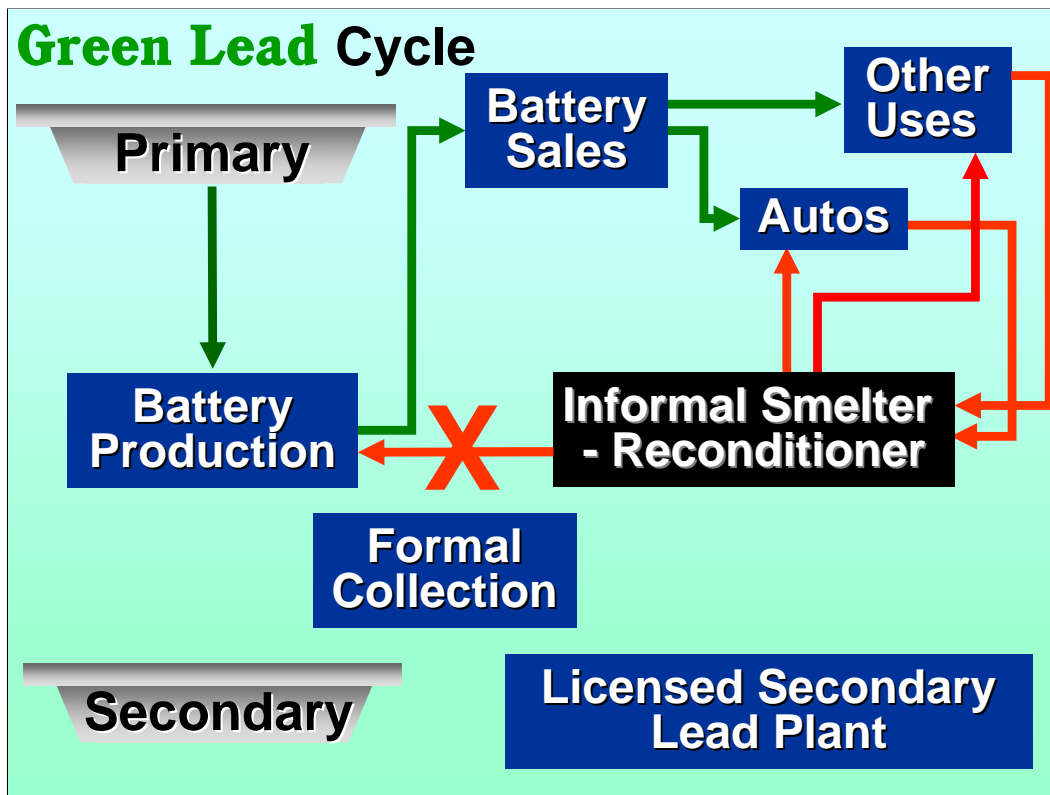 Green Lead Cycle
Primary
Battery
Sales
Other
Uses
Autos
Battery
Production
X
Informal Smelter
- Reconditioner
Formal
Collection
Secondary
Licensed Secondary
Lead Plant